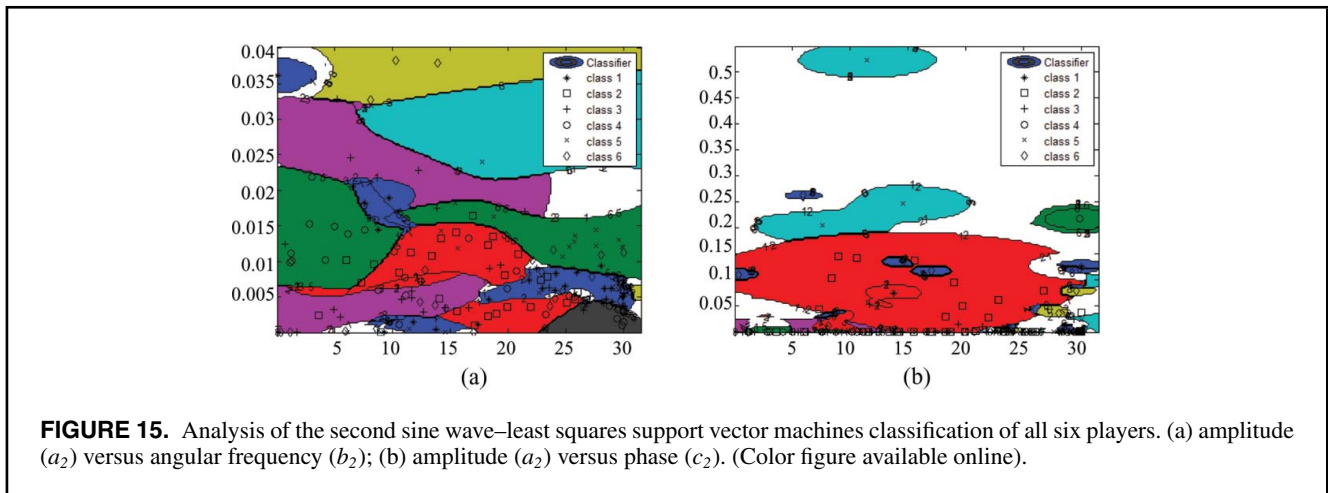 0.04
0.035
0.03
0.025
0.02
0.015
0.01
0.005
5 10 15 20 25 30
Classifier
class 1
class 2
class 3
class 4
class 5
class 6
(a)
0.5
0.45
0.4
0.35
0.3
0.25
0.2
0.15
0.1
0.05
5 10 15 20 25 30
Classifier
class 1
class 2
class 3
class 4
class 5
class 6
(b)
FIGURE 15. Analysis of the second sine wave–least squares support vector machines classification of all six players. (a) amplitude
(a₂) versus angular frequency (b₂); (b) amplitude (a₂) versus phase (c₂). (Color figure available online).